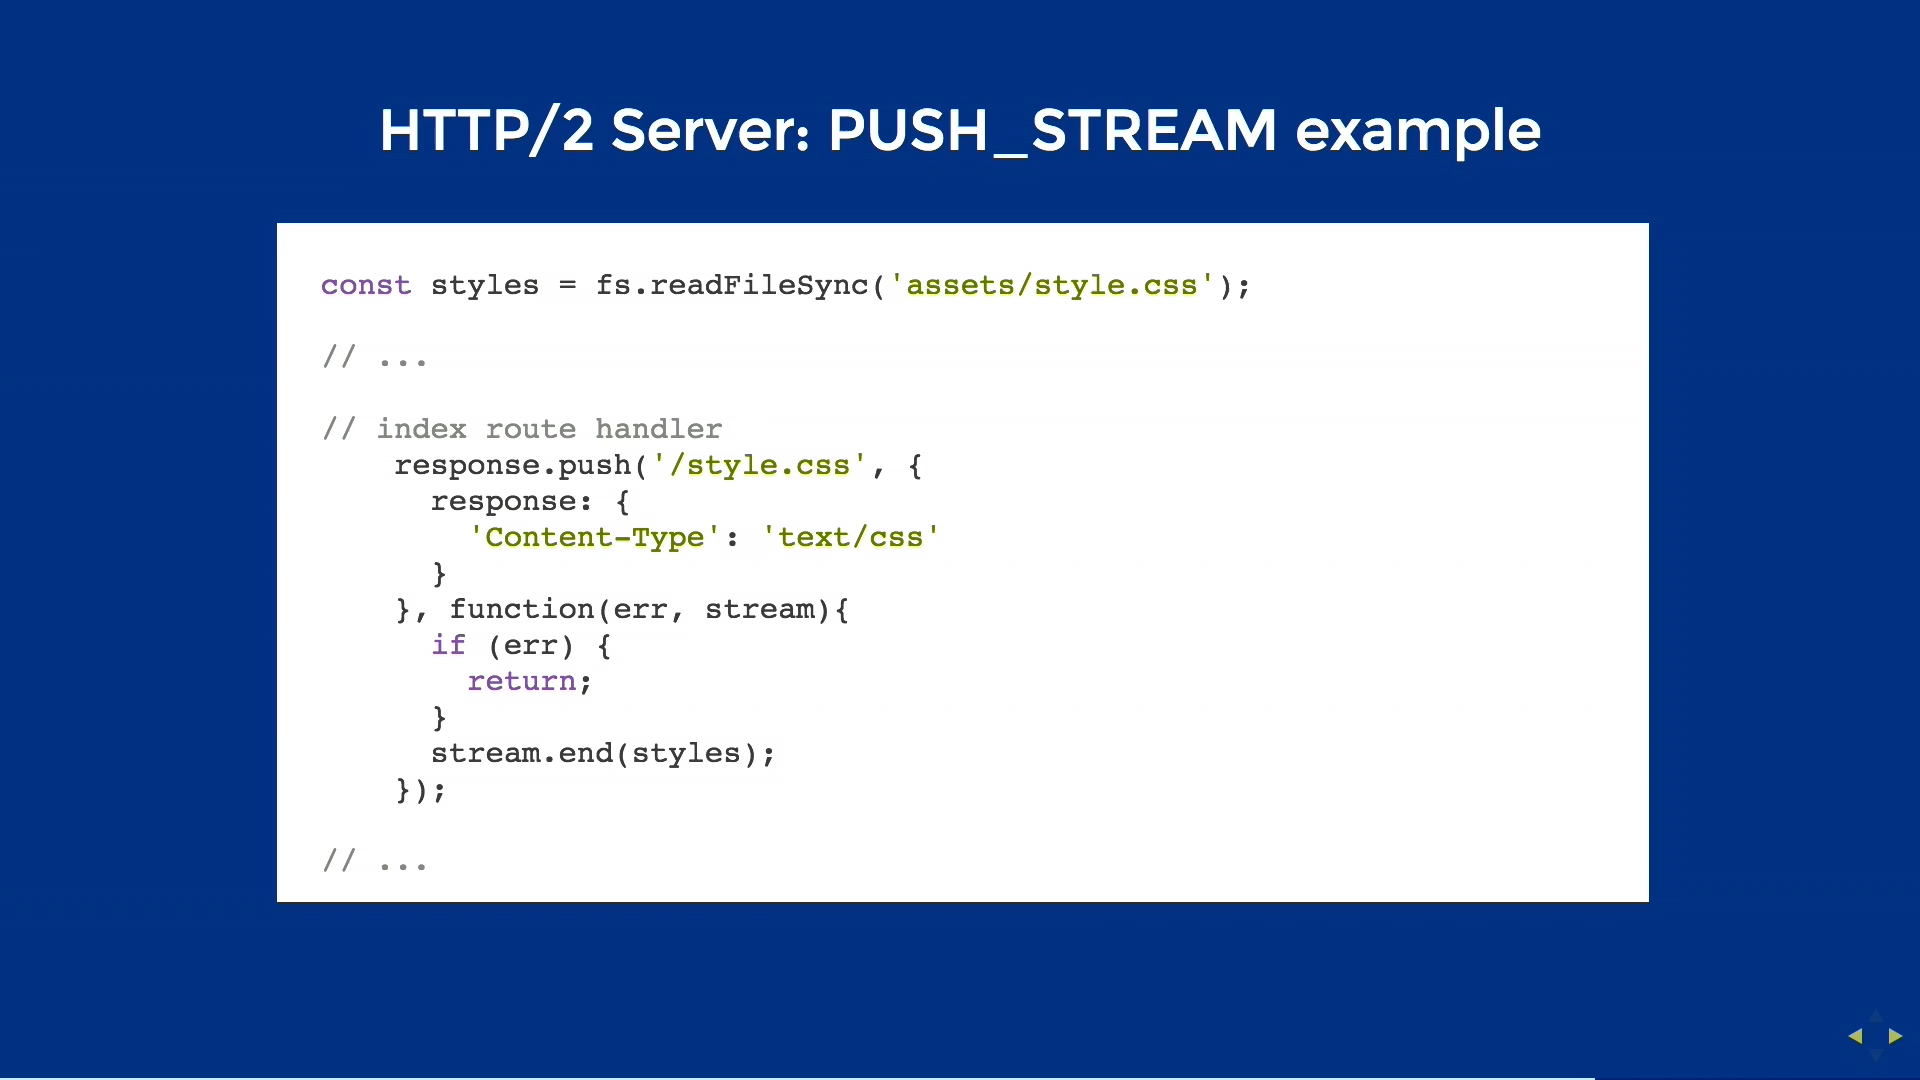 HTTP/2 Server: PUSH_STREAM example
const styles = fs.readFileSync('assets/style.css');
// ...
// index route handler
    response.push('/style.css', {
      response: {
        'Content-Type': 'text/css'
      }
    }, function(err, stream){
      if (err) {
        return;
      }
      stream.end(styles);
    });
// ...